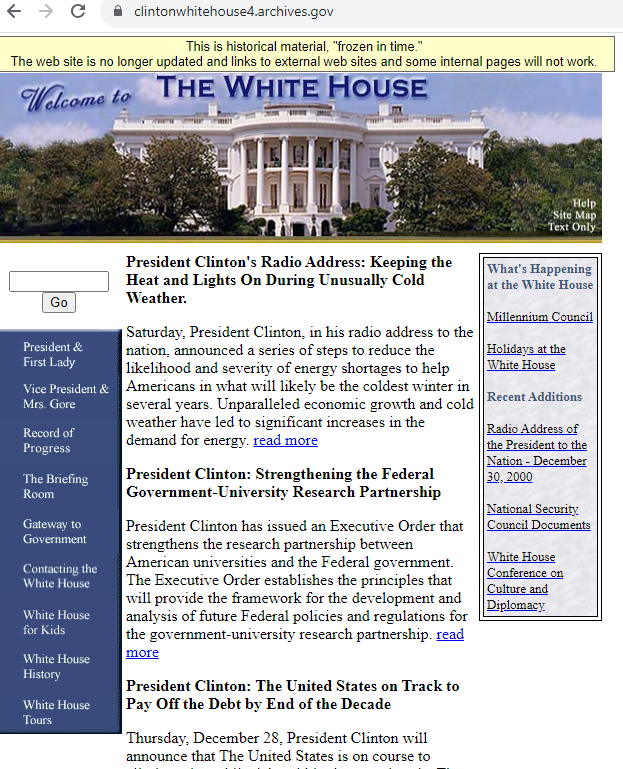 clintonwhitehouse4.archives.gov
This is historical material, "frozen in time."
The web site is no longer updated and links to external web sites and some internal pages will not work.
Welcome to THE WHITE HOUSE
Help
Site Map
Text Only
Go
President &
First Lady
Vice President &
Mrs. Gore
Record of
Progress
The Briefing
Room
Gateway to
Government
Contacting the
White House
White House
for Kids
White House
History
White House
Tours
President Clinton's Radio Address: Keeping the
Heat and Lights On During Unusually Cold
Weather.
Saturday, President Clinton, in his radio address to the
nation, announced a series of steps to reduce the
likelihood and severity of energy shortages to help
Americans in what will likely be the coldest winter in
several years. Unparalleled economic growth and cold
weather have led to significant increases in the
demand for energy. read more
President Clinton: Strengthening the Federal
Government-University Research Partnership
President Clinton has issued an Executive Order that
strengthens the research partnership between
American universities and the Federal government.
The Executive Order establishes the principles that
will provide the framework for the development and
analysis of future Federal policies and regulations for
the government-university research partnership. read
more
President Clinton: The United States on Track to
Pay Off the Debt by End of the Decade
Thursday, December 28, President Clinton will
announce that The United States is on course to
What's Happening
at the White House
Millennium Council
Holidays at the
White House
Recent Additions
Radio Address of
the President to the
Nation - December
30, 2000
National Security
Council Documents
White House
Conference on
Culture and
Diplomacy